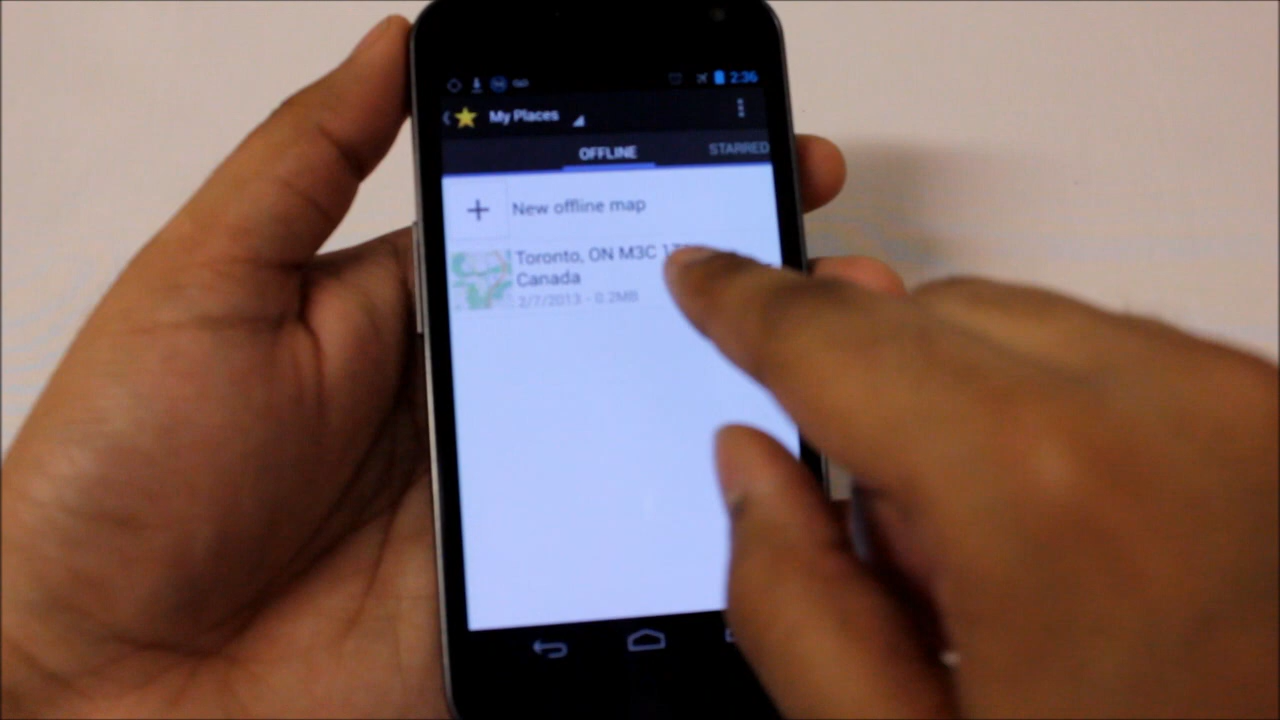 2:36
My Places
OFFLINE
STARRED
New offline map
Toronto, ON M3C
Canada
2/7/2013 - 0.2MB